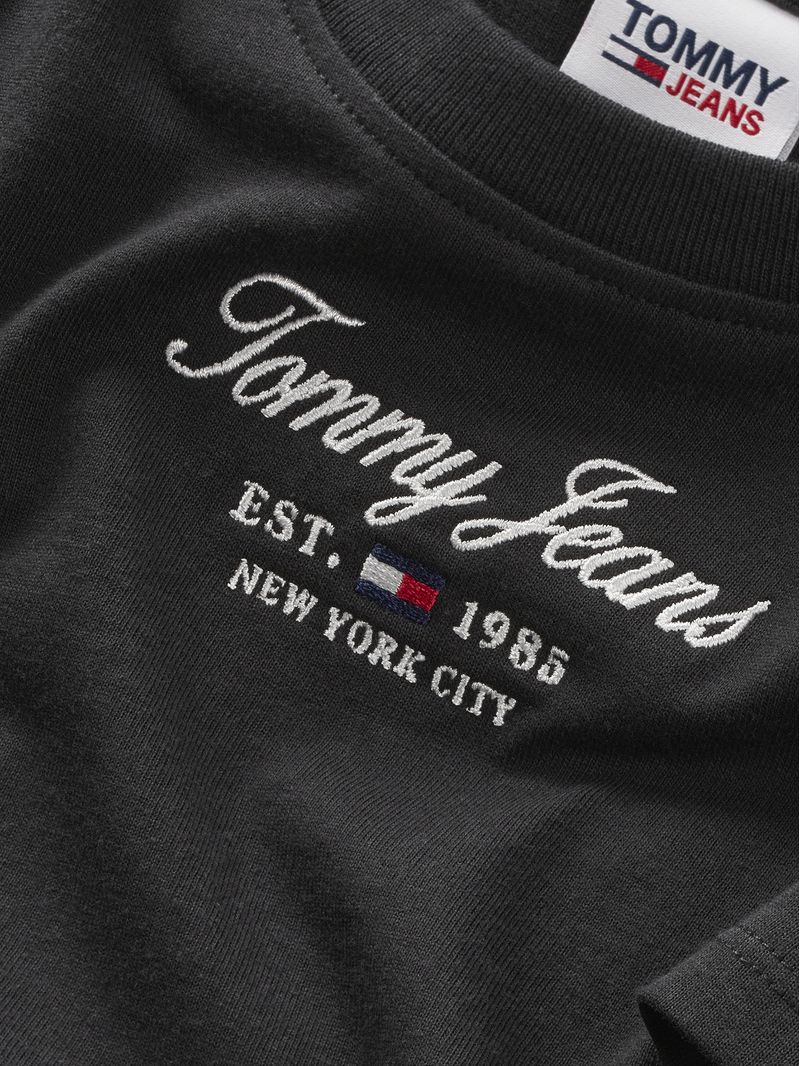 TOMMY
JEANS
Tommy Jeans
EST. 1985
NEW YORK CITY